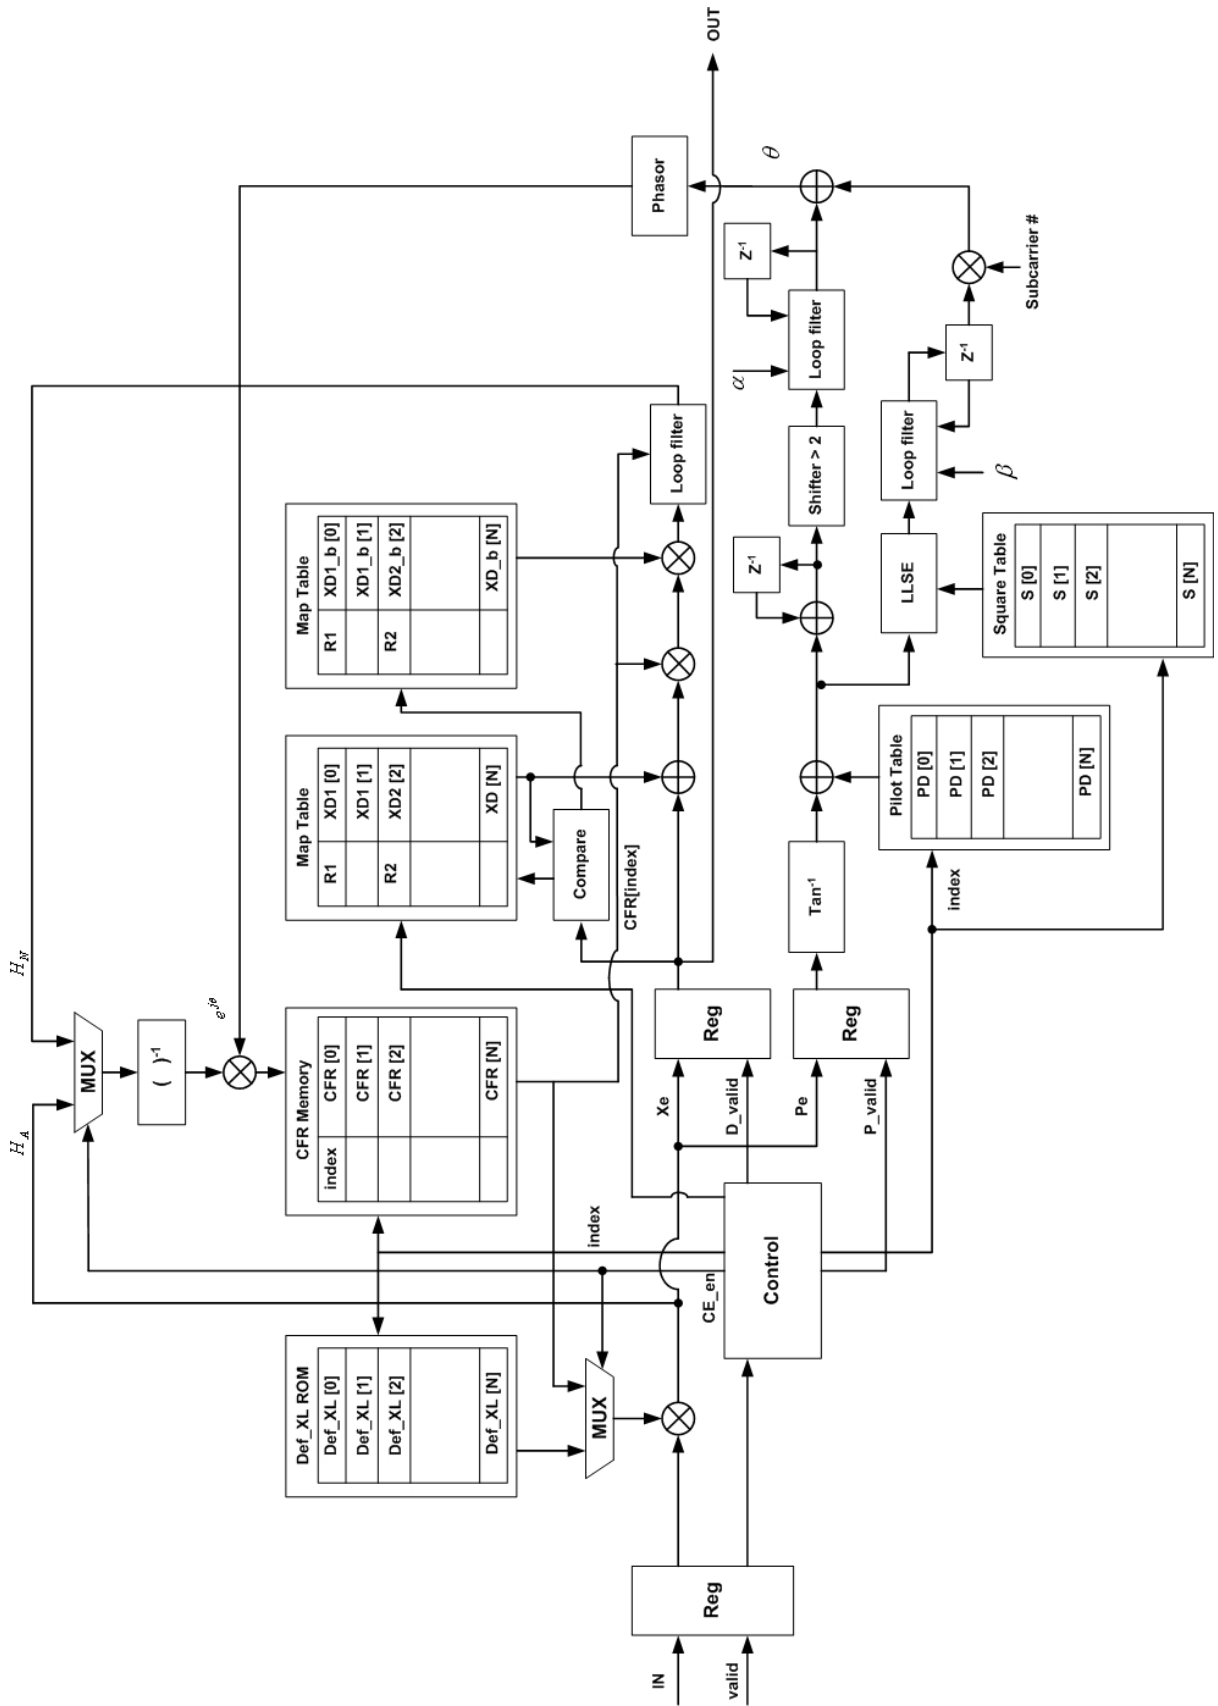 IN
valid
Reg
Def_XL ROM
Def_XL [0]
Def_XL [1]
Def_XL [2]
Def_XL [N]
MUX
CE_en
Control
index
H_A
H_N
MUX
( )-1
e^jθ
CFR Memory
index CFR [0]
CFR [1]
CFR [2]
CFR [N]
Xe
D_valid
Pe
P_valid
Reg
Reg
Map Table
R1 XD1 [0]
XD1 [1]
R2 XD2 [2]
XD [N]
Compare
CFR[index]
Map Table
R1 XD1_b [0]
XD1_b [1]
R2 XD2_b [2]
XD_b [N]
Loop filter
Tan-1
index
Pilot Table
PD [0]
PD [1]
PD [2]
PD [N]
Z-1
Shifter > 2
α
Loop filter
Z-1
LLSE
Square Table
S [0]
S [1]
S [2]
S [N]
Loop filter
β
Z-1
Subcarrier #
θ
Phasor
OUT